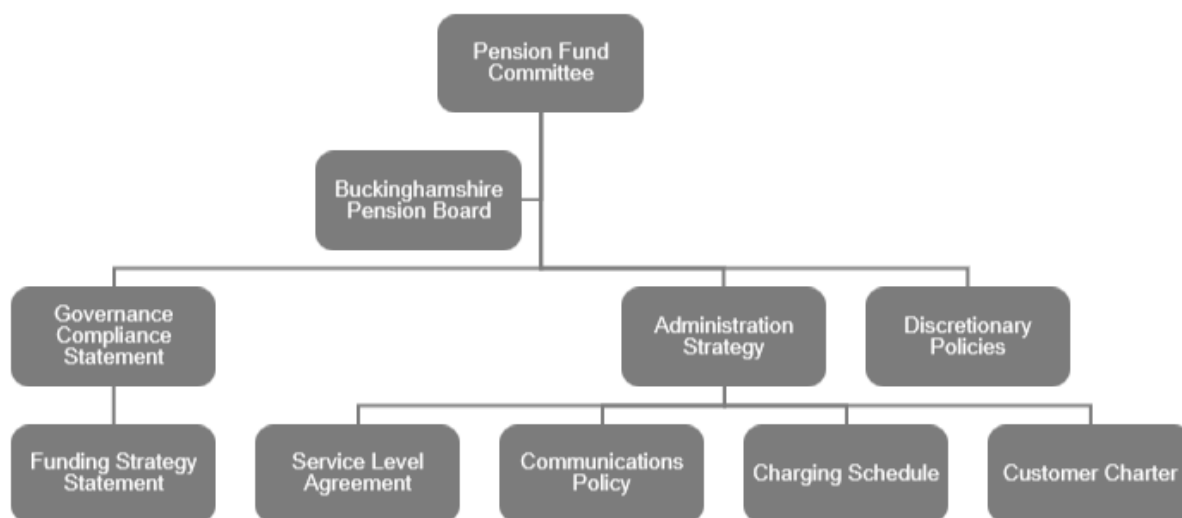 Pension Fund
Committee
Buckinghamshire
Pension Board
Governance
Compliance
Statement
Administration
Strategy
Discretionary
Policies
Funding Strategy
Statement
Service Level
Agreement
Communications
Policy
Charging Schedule
Customer Charter